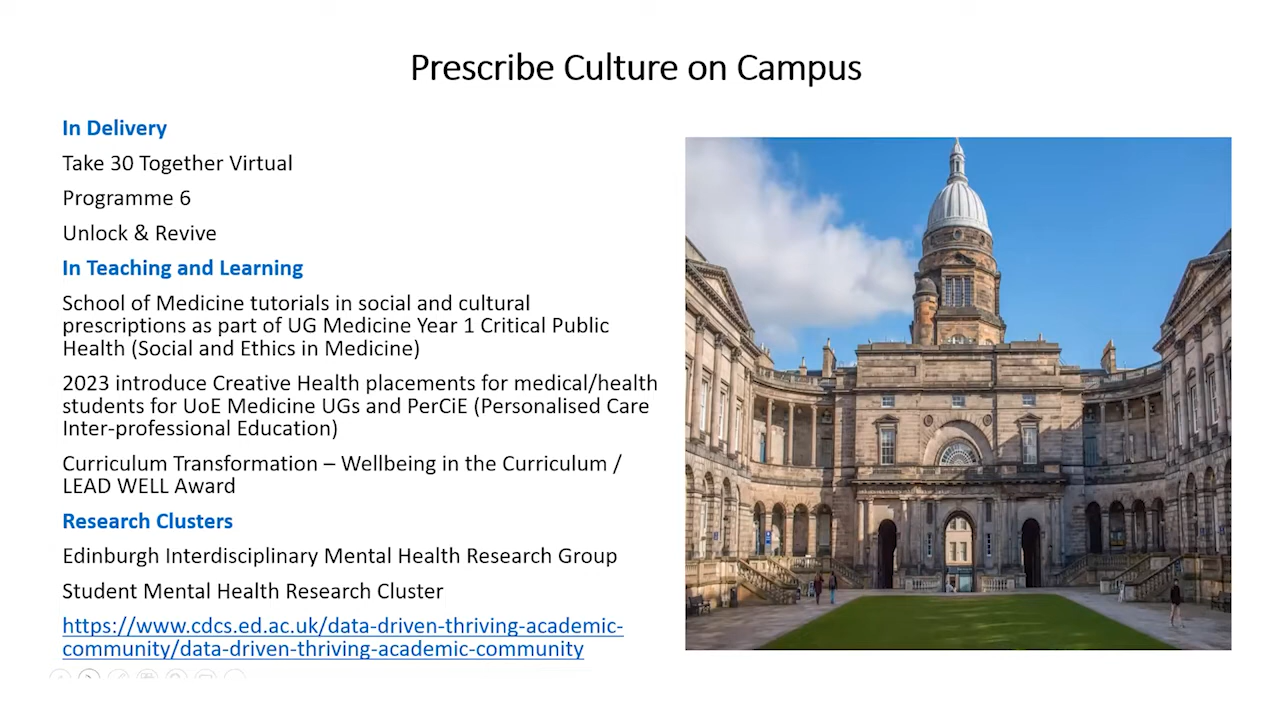 Prescribe Culture on Campus
In Delivery
Take 30 Together Virtual
Programme 6
Unlock & Revive
In Teaching and Learning
School of Medicine tutorials in social and cultural
prescriptions as part of UG Medicine Year 1 Critical Public
Health (Social and Ethics in Medicine)
2023 introduce Creative Health placements for medical/health
students for UoE Medicine UGs and PerCiE (Personalised Care
Inter-professional Education)
Curriculum Transformation – Wellbeing in the Curriculum /
LEAD WELL Award
Research Clusters
Edinburgh Interdisciplinary Mental Health Research Group
Student Mental Health Research Cluster
https://www.cdcs.ed.ac.uk/data-driven-thriving-academic-
community/data-driven-thriving-academic-community